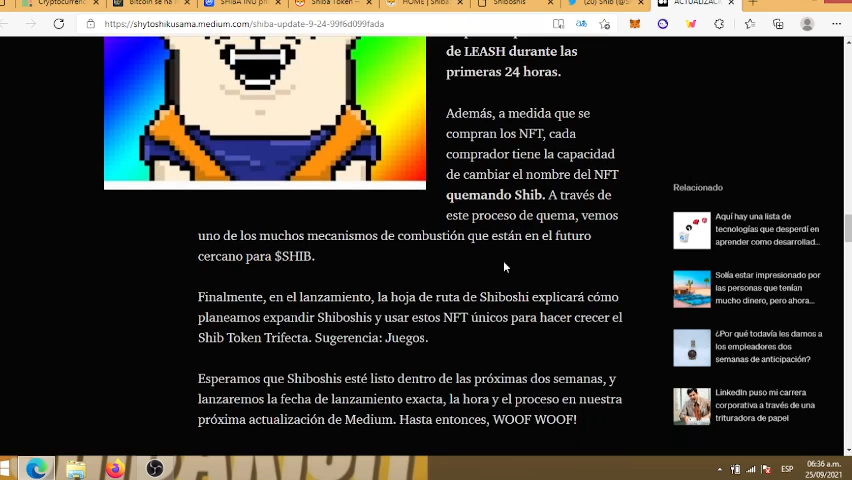 Cryptocurrenc
Bitcoin se ha
SHIBA INU pri
Shiba Token –
HOME | Shiba
Shiboshis
(20) Shib (@s
ACTUALIZACI
https://shytoshikusama.medium.com/shiba-update-9-24-99f6d099fada
de LEASH durante las
primeras 24 horas.
Además, a medida que se
compran los NFT, cada
comprador tiene la capacidad
de cambiar el nombre del NFT
quemando Shib. A través de
este proceso de quema, vemos
uno de los muchos mecanismos de combustión que están en el futuro
cercano para $SHIB.
Finalmente, en el lanzamiento, la hoja de ruta de Shiboshi explicará cómo
planeamos expandir Shiboshis y usar estos NFT únicos para hacer crecer el
Shib Token Trifecta. Sugerencia: Juegos.
Esperamos que Shiboshis esté listo dentro de las próximas dos semanas, y
lanzaremos la fecha de lanzamiento exacta, la hora y el proceso en nuestra
próxima actualización de Medium. Hasta entonces, WOOF WOOF!
Relacionado
Aquí hay una lista de
tecnologías que desperdí en
aprender como desarrollad...
Solía estar impresionado por
las personas que tenían
mucho dinero, pero ahora...
¿Por qué todavía les damos a
los empleadores dos
semanas de anticipación?
LinkedIn puso mi carrera
corporativa a través de una
trituradora de papel
ESP
06:36 a.m.
25/09/2021